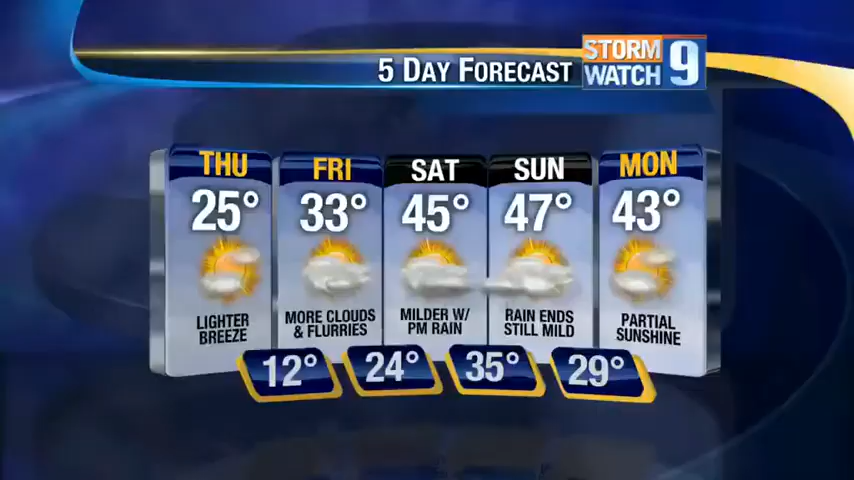 5 DAY FORECAST
STORM
WATCH 9
THU
25°
LIGHTER
BREEZE
FRI
33°
MORE CLOUDS
& FLURRIES
SAT
45°
MILDER W/
PM RAIN
SUN
47°
RAIN ENDS
STILL MILD
MON
43°
PARTIAL
SUNSHINE
12° 24° 35° 29°